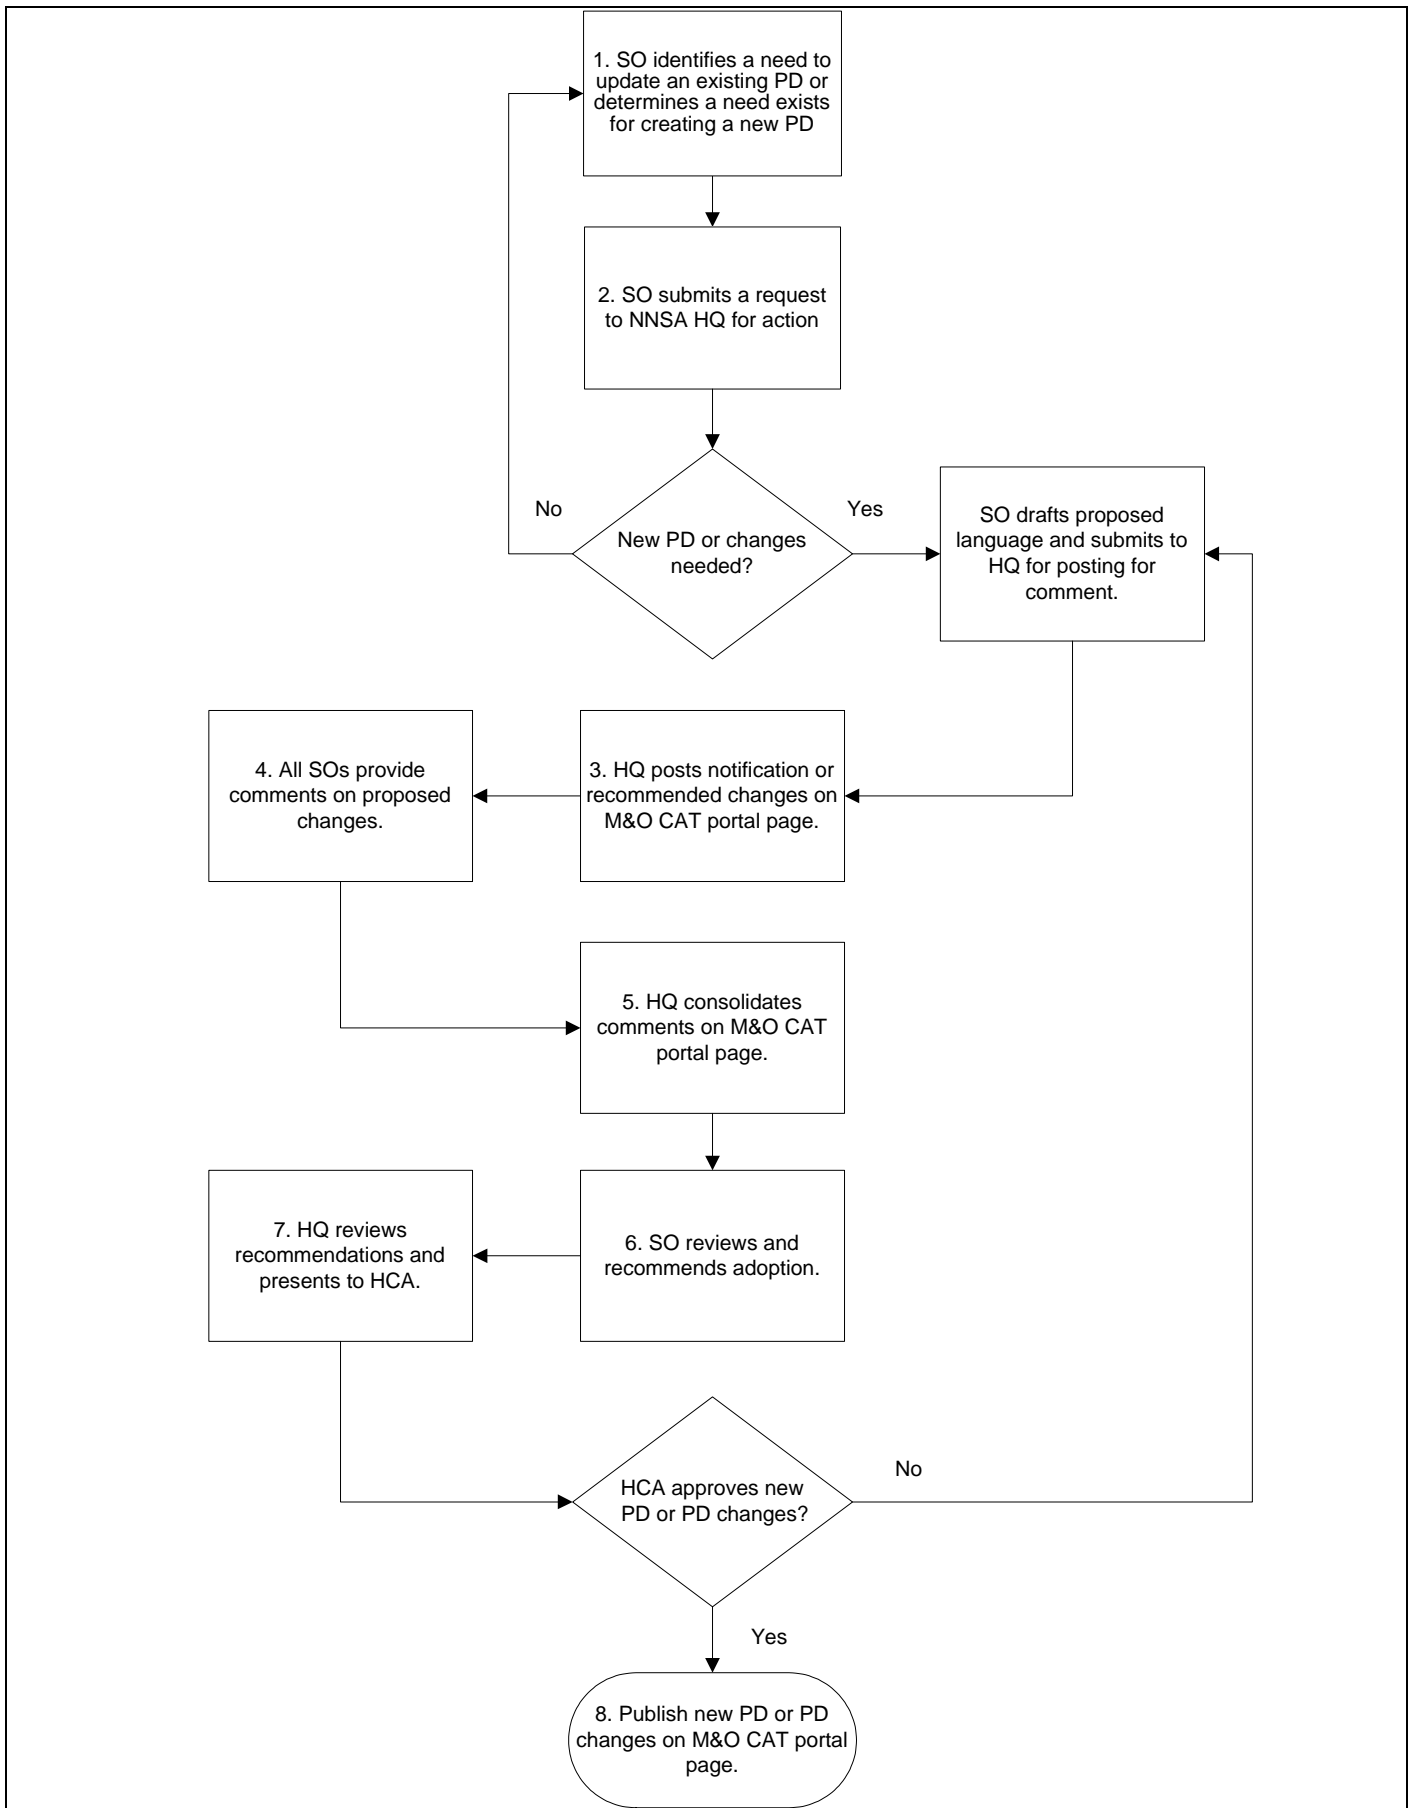 1. SO identifies a need to
update an existing PD or
determines a need exists
for creating a new PD
2. SO submits a request
to NNSA HQ for action
No
Yes
New PD or changes
needed?
SO drafts proposed
language and submits to
HQ for posting for
comment.
4. All SOs provide
comments on proposed
changes.
3. HQ posts notification or
recommended changes on
M&O CAT portal page.
5. HQ consolidates
comments on M&O CAT
portal page.
7. HQ reviews
recommendations and
presents to HCA.
6. SO reviews and
recommends adoption.
HCA approves new
PD or PD changes?
No
Yes
8. Publish new PD or PD
changes on M&O CAT portal
page.